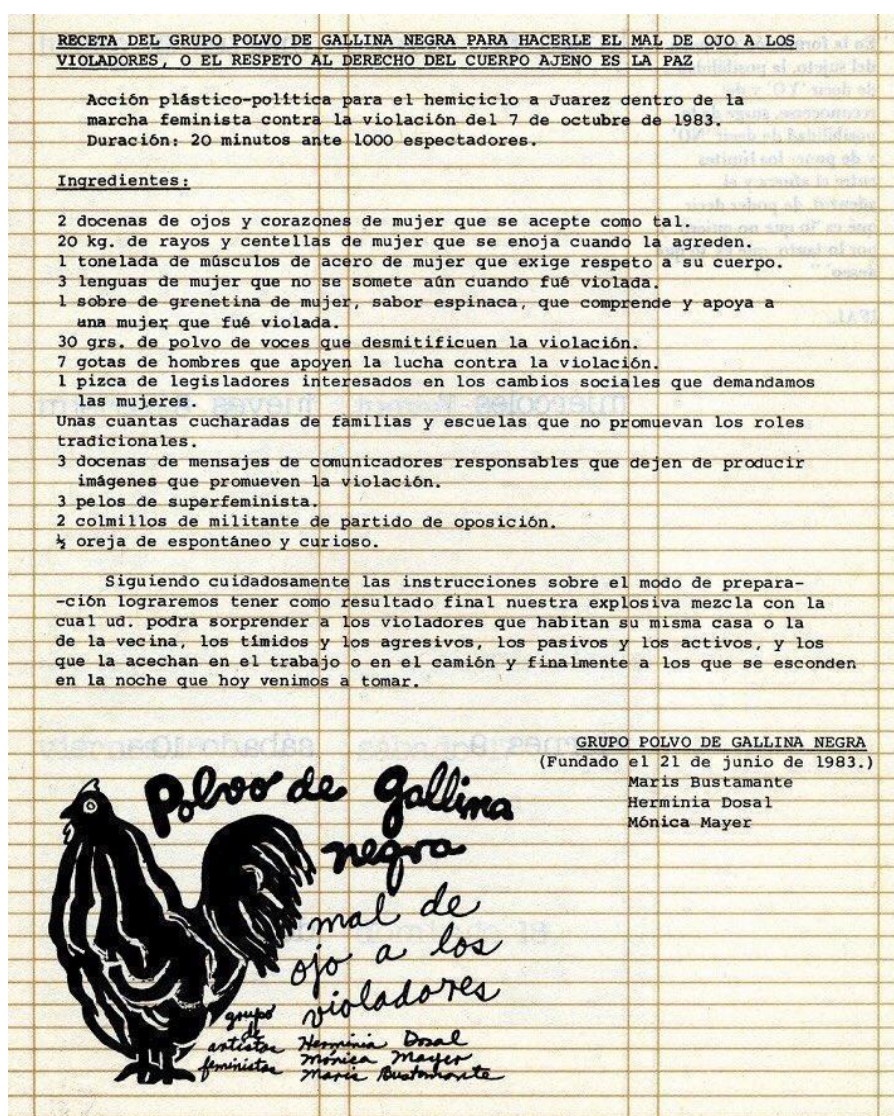 RECETA DEL GRUPO POLVO DE GALLINA NEGRA PARA HACERLE EL MAL DE OJO A LOS
VIOLADORES, O EL RESPETO AL DERECHO DEL CUERPO AJENO ES LA PAZ
Acción plástico-política para el hemiciclo a Juarez dentro de la
marcha feminista contra la violación del 7 de octubre de 1983.
Duración: 20 minutos ante 1000 espectadores.
Ingredientes:
2 docenas de ojos y corazones de mujer que se acepte como tal.
20 kg. de rayos y centellas de mujer que se enoja cuando la agreden.
1 tonelada de músculos de acero de mujer que exige respeto a su cuerpo.
3 lenguas de mujer que no se somete aún cuando fué violada.
1 sobre de grenetina de mujer, sabor espinaca, que comprende y apoya a
una mujer que fué violada.
30 grs. de polvo de voces que desmitificuen la violación.
7 gotas de hombres que apoyen la lucha contra la violación.
1 pizca de legisladores interesados en los cambios sociales que demandamos
las mujeres.
Unas cuantas cucharadas de familias y escuelas que no promuevan los roles
tradicionales.
3 docenas de mensajes de comunicadores responsables que dejen de producir
imágenes que promueven la violación.
3 pelos de superfeminista.
2 colmillos de militante de partido de oposición.
½ oreja de espontáneo y curioso.
Siguiendo cuidadosamente las instrucciones sobre el modo de prepara-
-ción lograremos tener como resultado final nuestra explosiva mezcla con la
cual ud. podra sorprender a los violadores que habitan su misma casa o la
de la vecina, los tímidos y los agresivos, los pasivos y los activos, y los
que la acechan en el trabajo o en el camión y finalmente a los que se esconden
en la noche que hoy venimos a tomar.
GRUPO POLVO DE GALLINA NEGRA
(Fundado el 21 de junio de 1983.)
Maris Bustamante
Herminia Dosal
Mónica Mayer
Polvo de gallina
negra
mal de
ojo a los
violadores
grupo
de
artistas
feministas
Herminia Dosal
Mónica Mayer
Maris Bustamante